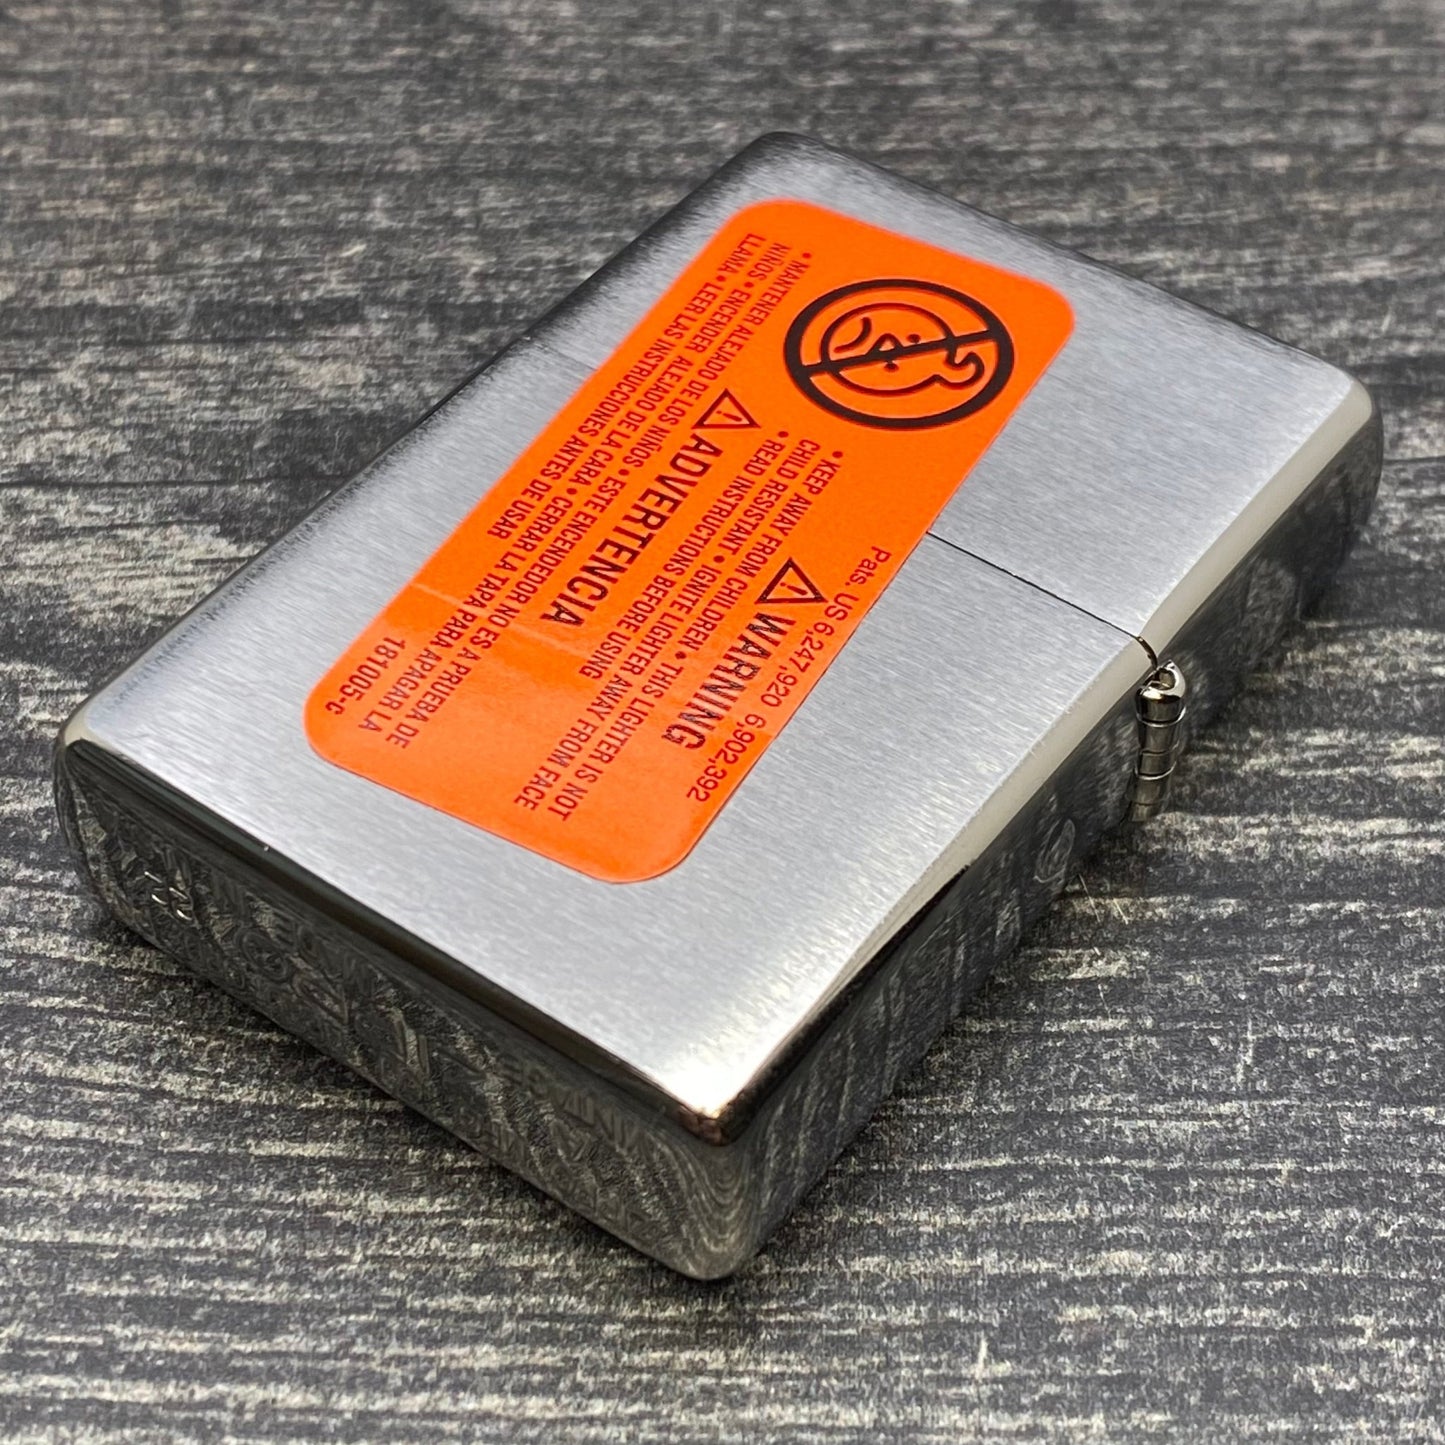 • MANTENER ALEJADO DE LOS NIÑOS • ESTE ENCENDEDOR NO ES A PRUEBA DE
NIÑOS • ENCENDER ALEJADO DE LA CARA • CERRAR LA TAPA PARA APAGAR LA
LLAMA • LEER LAS INSTRUCCIONES ANTES DE USAR
181005-c
ADVERTENCIA
WARNING
• KEEP AWAY FROM CHILDREN • THIS LIGHTER IS NOT
CHILD RESISTANT • IGNITE LIGHTER AWAY FROM FACE
• READ INSTRUCTIONS BEFORE USING
Pats. US 6,247,920 6,902,392